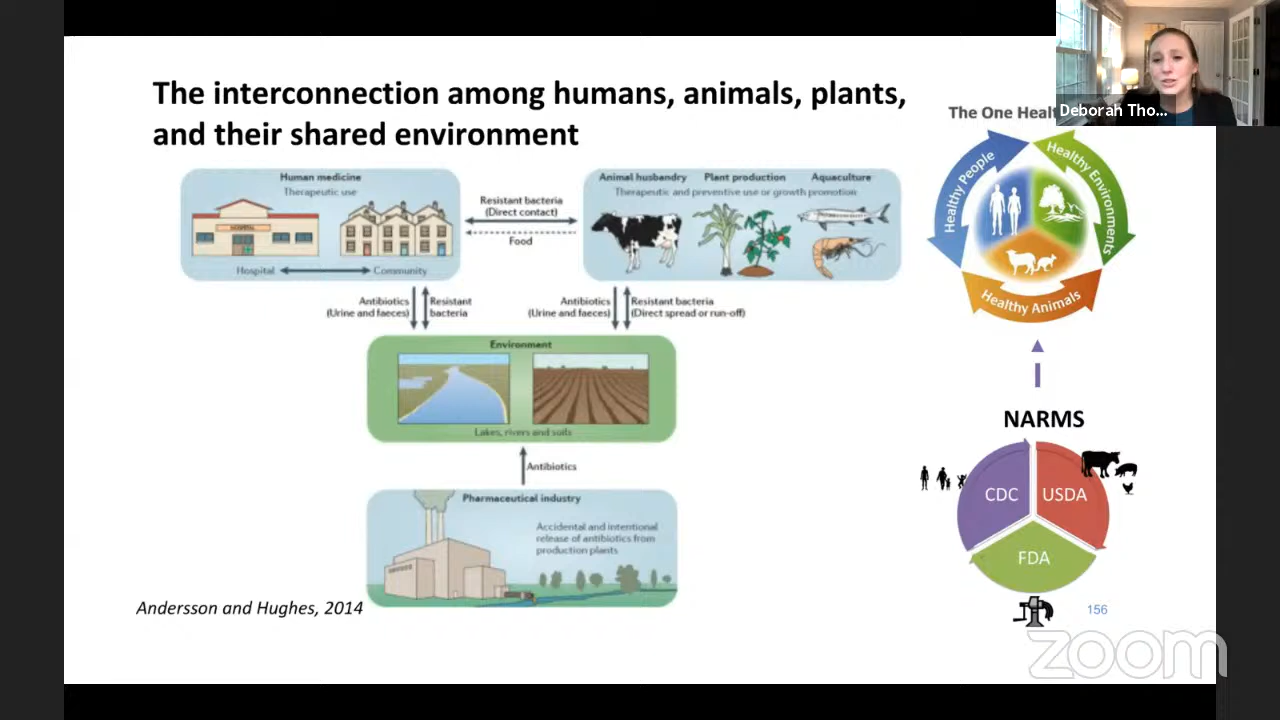 The interconnection among humans, animals, plants,
and their shared environment
Human medicine
Therapeutic use
HOSPITAL
Hospital
Community
Resistant bacteria
(Direct contact)
Food
Animal husbandry
Plant production
Aquaculture
Therapeutic and preventive use or growth promotion
Antibiotics
(Urine and faeces)
Resistant
bacteria
Antibiotics
(Urine and faeces)
Resistant bacteria
(Direct spread or run-off)
Environment
Lakes, rivers and soils
Antibiotics
Pharmaceutical industry
Accidental and intentional
release of antibiotics from
production plants
Andersson and Hughes, 2014
Deborah Tho...
The One Heal
Healthy People
Healthy Environments
Healthy Animals
NARMS
CDC
USDA
FDA
156
zoom